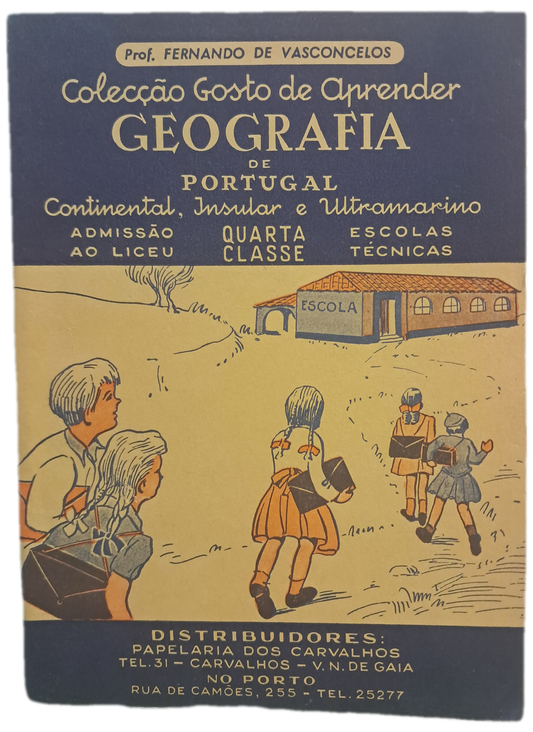 Prof. FERNANDO DE VASCONCELOS
Colecção Gosto de Aprender
GEOGRAFIA
DE
PORTUGAL
Continental, Insular e Ultramarino
ADMISSÃO AO LICEU
QUARTA CLASSE
ESCOLAS TÉCNICAS
ESCOLA
DISTRIBUIDORES:
PAPELARIA DOS CARVALHOS
TEL. 31 — CARVALHOS — V. N. DE GAIA
NO PORTO
RUA DE CAMÕES, 255 - TEL. 25277